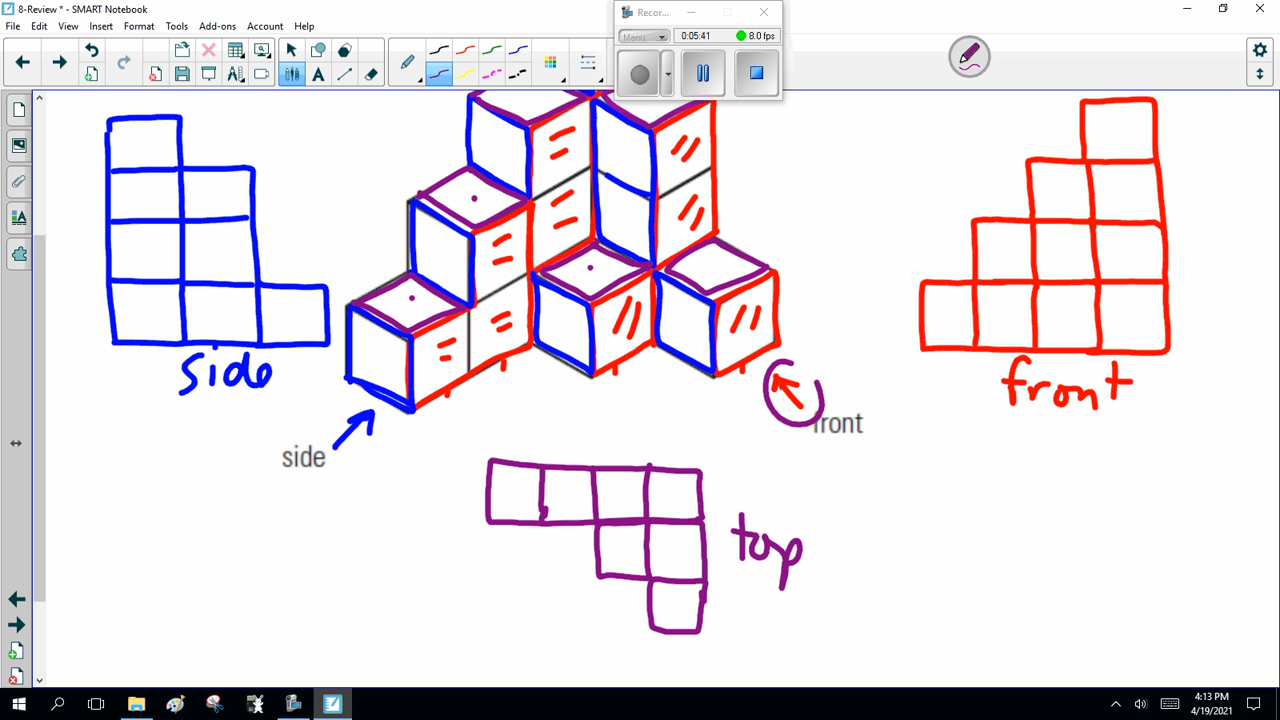 8-Review * - SMART Notebook
File Edit View Insert Format Tools Add-ons Account Help
Recor...
Menu
0:05:41
8.0 fps
side
side
front
front
top
4:13 PM
4/19/2021